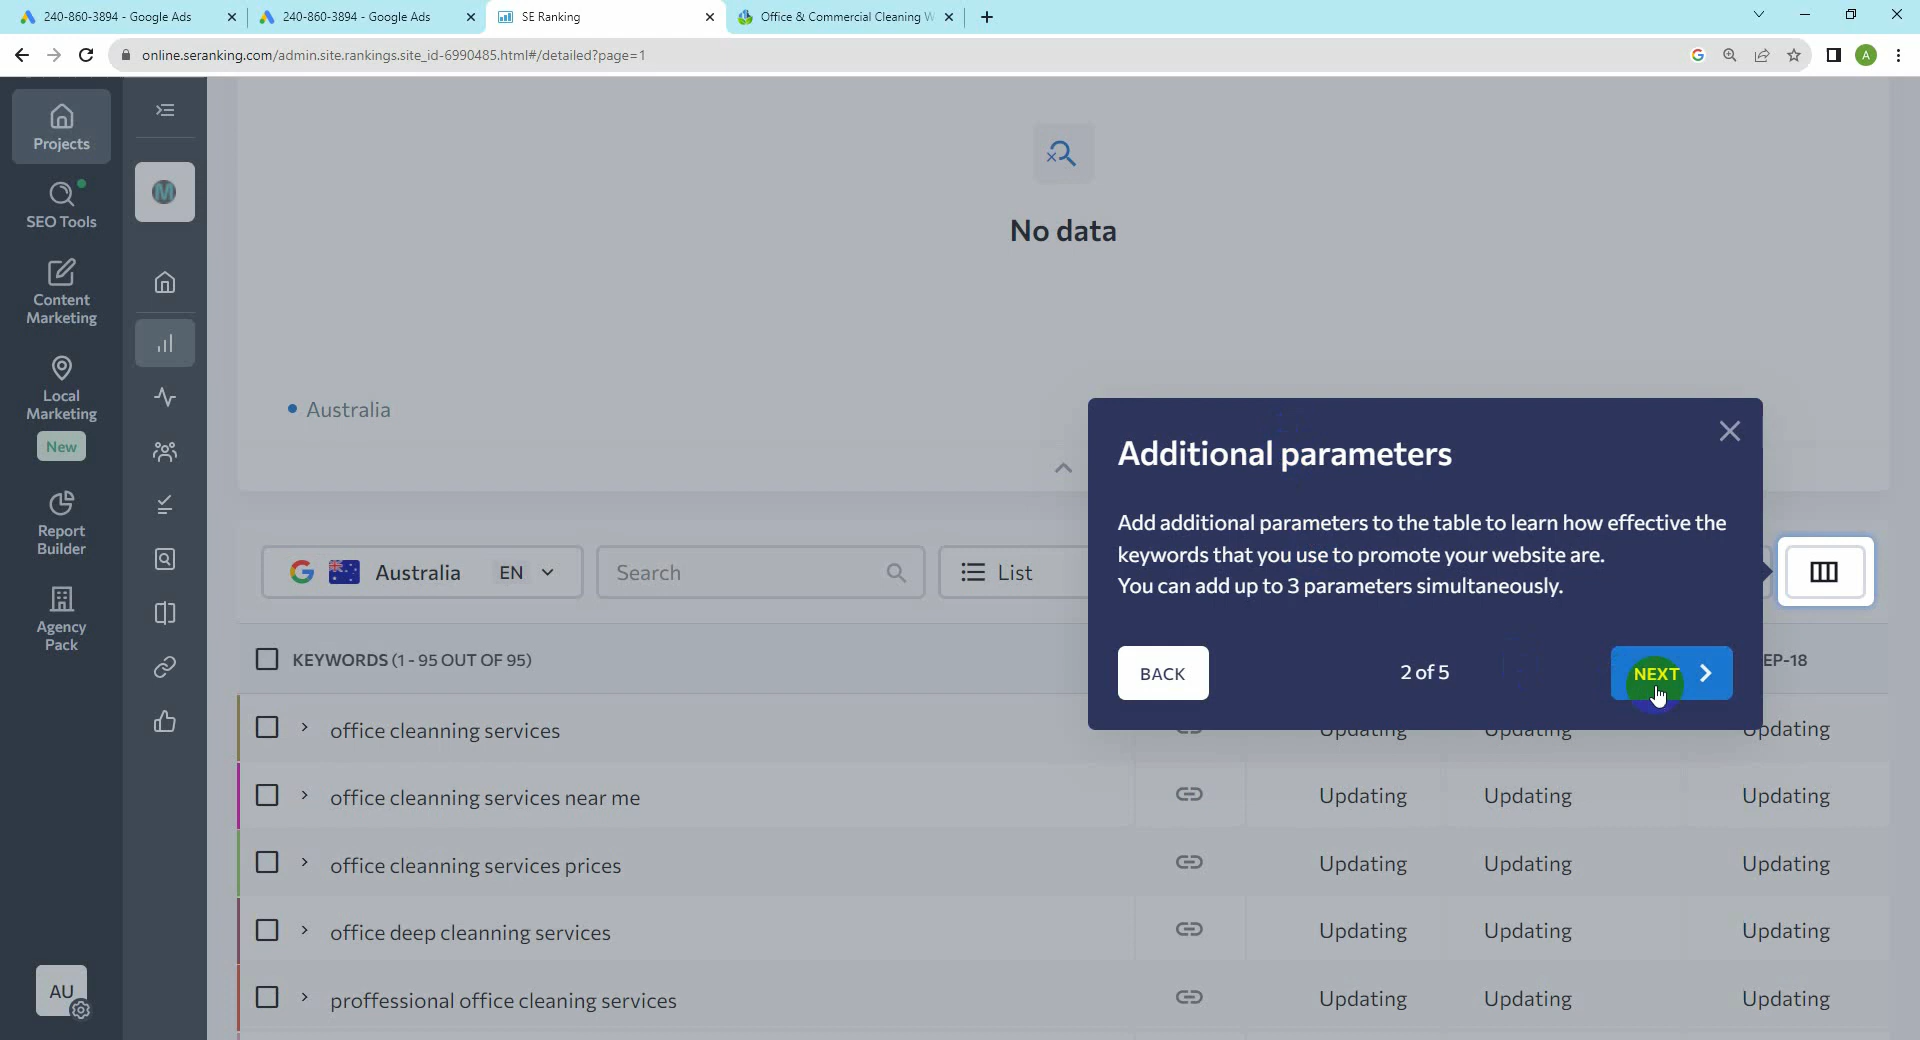 240-860-3894 - Google Ads
240-860-3894 - Google Ads
SE Ranking
Office & Commercial Cleaning W
online.seranking.com/admin.site.rankings.site_id-6990485.html#/detailed?page=1
A
Projects
SEO Tools
Content
Marketing
Local
Marketing
New
Report
Builder
Agency
Pack
AU
M
No data
Australia
Additional parameters
Add additional parameters to the table to learn how effective the
keywords that you use to promote your website are.
You can add up to 3 parameters simultaneously.
BACK
2 of 5
NEXT
Australia EN
Search
List
KEYWORDS (1 - 95 OUT OF 95)
EP-18
office cleanning services
Updating Updating Updating
office cleanning services near me
Updating Updating Updating
office cleanning services prices
Updating Updating Updating
office deep cleanning services
Updating Updating Updating
proffessional office cleaning services
Updating Updating Updating